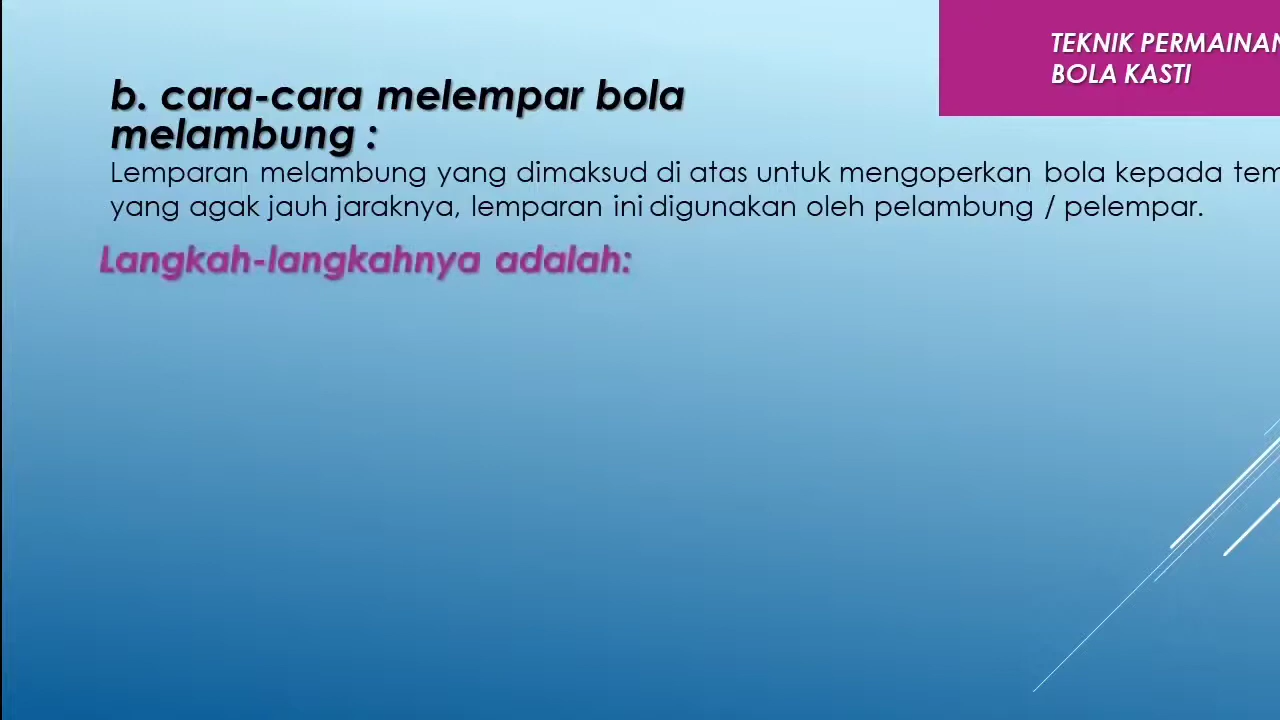 TEKNIK PERMAINAN
BOLA KASTI
b. cara-cara melempar bola
melambung :
Lemparan melambung yang dimaksud di atas untuk mengoperkan bola kepada tem
yang agak jauh jaraknya, lemparan ini digunakan oleh pelambung / pelempar.
Langkah-langkahnya adalah: